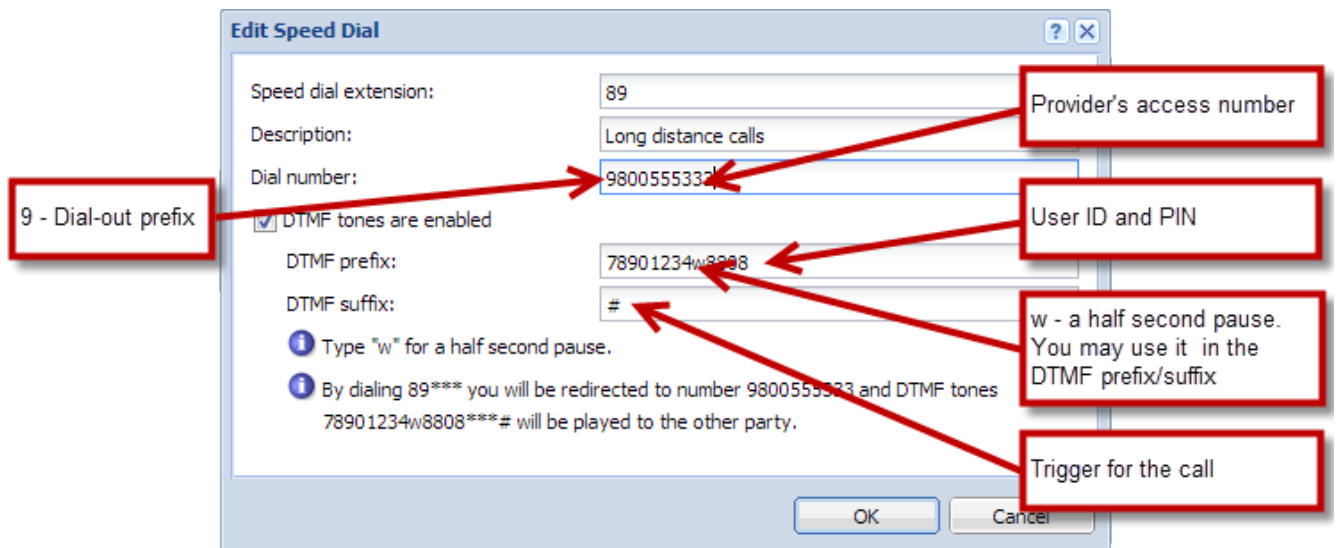 Edit Speed Dial
?
Speed dial extension:
89
Provider's access number
Description:
Long distance calls
Dial number:
9800555333
9 - Dial-out prefix
DTMF tones are enabled
User ID and PIN
DTMF prefix:
78901234w8808
DTMF suffix:
#
w - a half second pause.
You may use it in the
DTMF prefix/suffix
Type "w" for a half second pause.
By dialing 89*** you will be redirected to number 9800555333 and DTMF tones
78901234w8808***# will be played to the other party.
Trigger for the call
OK
Cancel